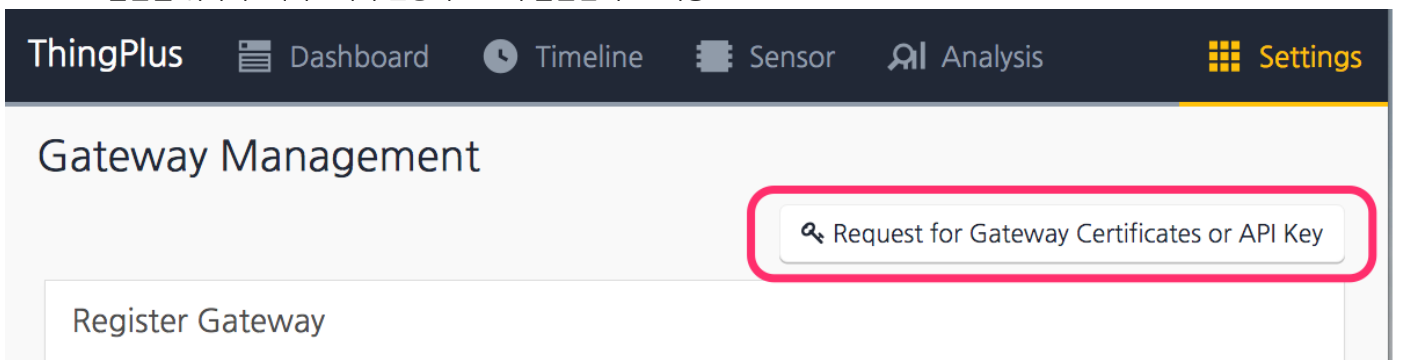 ThingPlus Dashboard Timeline Sensor Analysis Settings
Gateway Management
Request for Gateway Certificates or API Key
Register Gateway